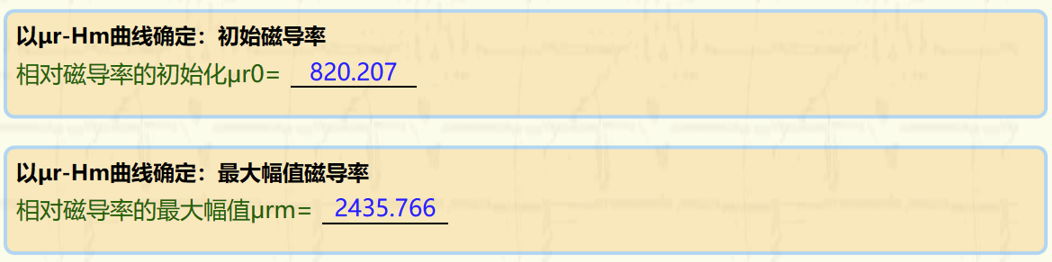 以μr-Hm曲线确定：初始磁导率
相对磁导率的初始化μr0= 820.207
以μr-Hm曲线确定：最大幅值磁导率
相对磁导率的最大幅值μrm= 2435.766